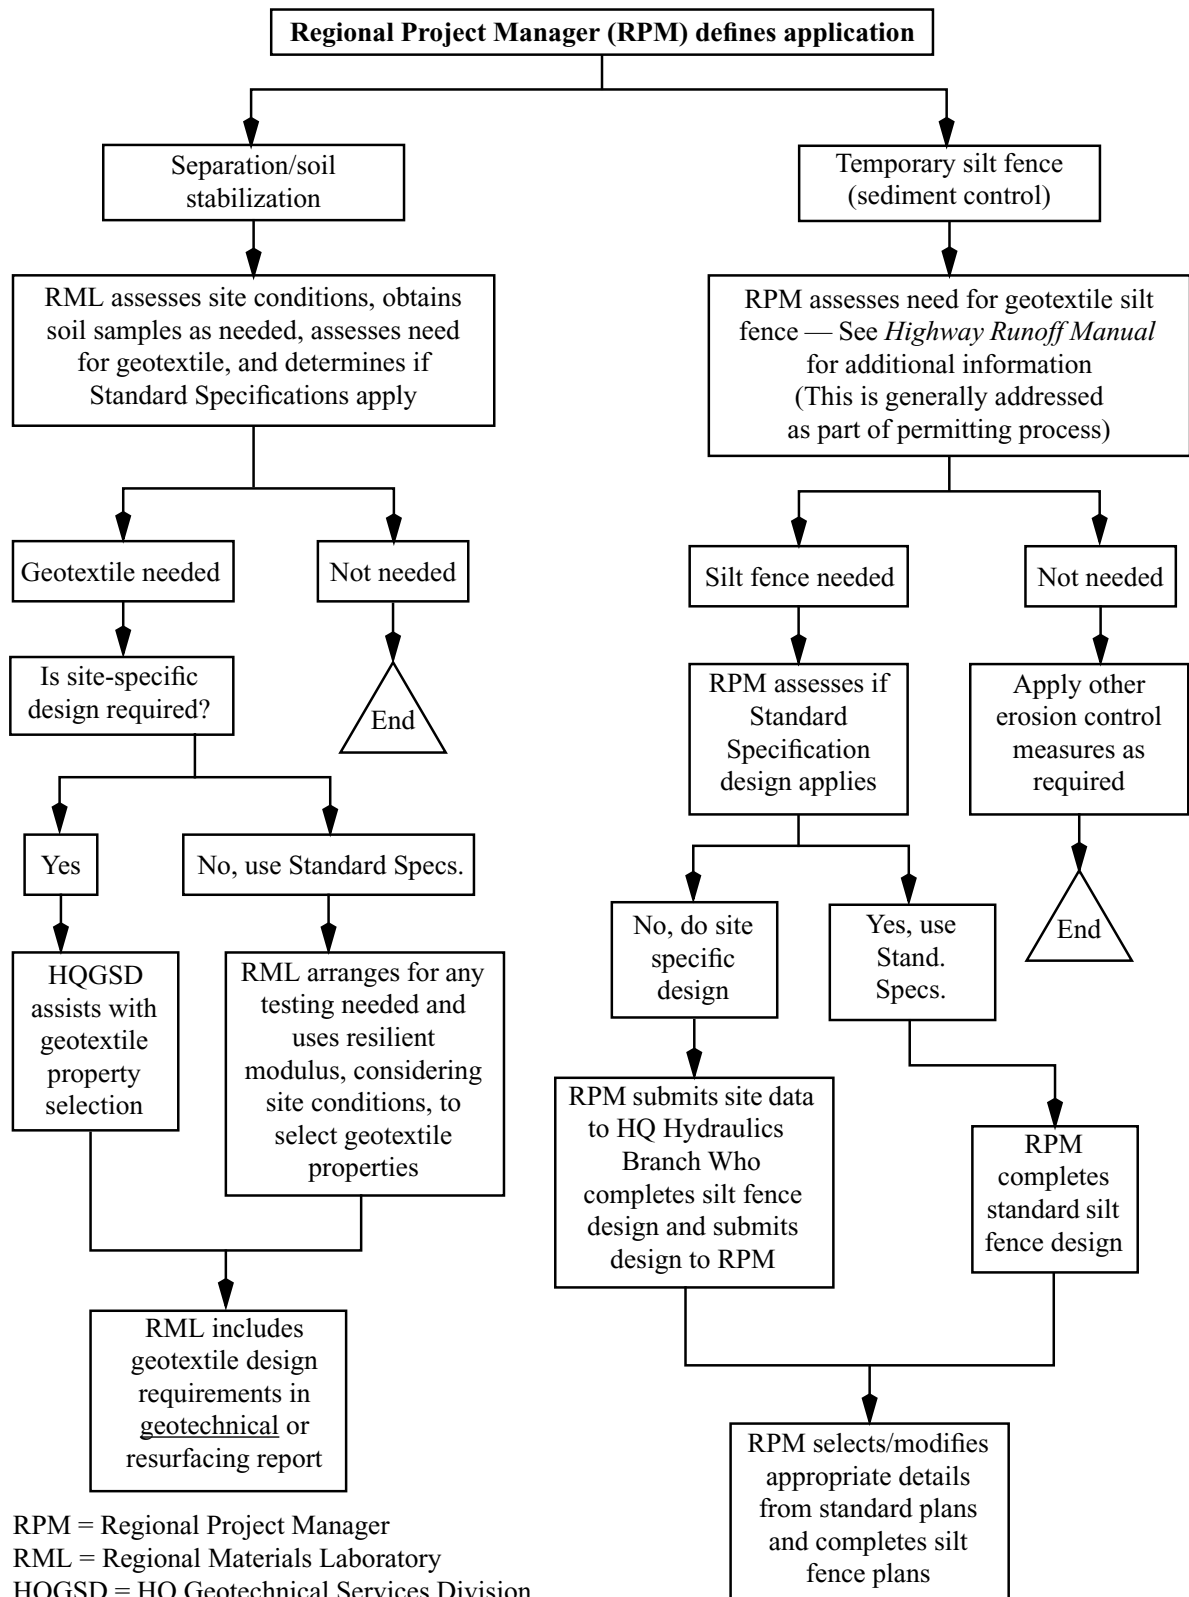 Regional Project Manager (RPM) defines application
Separation/soil
stabilization
Temporary silt fence
(sediment control)
RML assesses site conditions, obtains
soil samples as needed, assesses need
for geotextile, and determines if
Standard Specifications apply
RPM assesses need for geotextile silt
fence — See Highway Runoff Manual
for additional information
(This is generally addressed
as part of permitting process)
Geotextile needed
Not needed
Silt fence needed
Not needed
Is site-specific
design required?
End
RPM assesses if
Standard
Specification
design applies
Apply other
erosion control
measures as
required
Yes
No, use Standard Specs.
No, do site
specific
design
Yes, use
Stand.
Specs.
End
HQGSD
assists with
geotextile
property
selection
RML arranges for any
testing needed and
uses resilient
modulus, considering
site conditions, to
select geotextile
properties
RPM submits site data
to HQ Hydraulics
Branch Who
completes silt fence
design and submits
design to RPM
RPM
completes
standard silt
fence design
RML includes
geotextile design
requirements in
geotechnical or
resurfacing report
RPM selects/modifies
appropriate details
from standard plans
and completes silt
fence plans
RPM = Regional Project Manager
RML = Regional Materials Laboratory
HQGSD = HQ Geotechnical Services Division